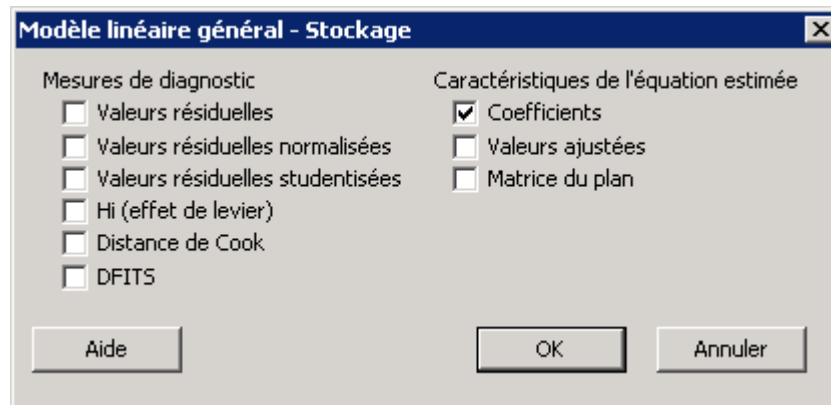 Modèle linéaire général - Stockage
Mesures de diagnostic
Valeurs résiduelles
Valeurs résiduelles normalisées
Valeurs résiduelles studentisées
Hi (effet de levier)
Distance de Cook
DFITS
Caractéristiques de l'équation estimée
Coefficients
Valeurs ajustées
Matrice du plan
Aide
OK
Annuler